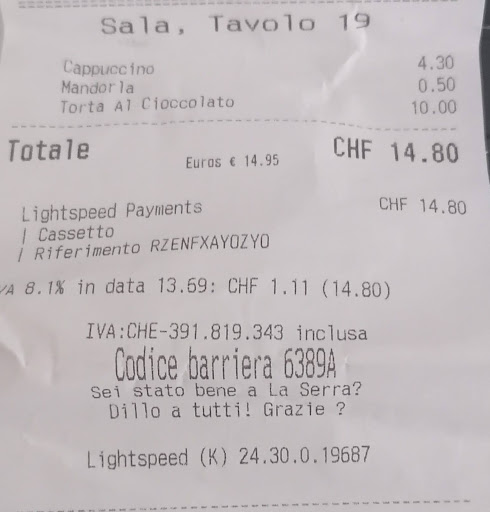 Sala, Tavolo 19
Cappuccino 4.30
Mandorla 0.50
Torta Al Cioccolato 10.00
Totale Euros € 14.95 CHF 14.80
Lightspeed Payments CHF 14.80
| Cassetto
| Riferimento RZENFXAYOZYO
VA 8.1% in data 13.69: CHF 1.11 (14.80)
IVA:CHE-391.819.343 inclusa
Codice barriera 6389A
Sei stato bene a La Serra?
Dillo a tutti! Grazie ?
Lightspeed (K) 24.30.0.19687